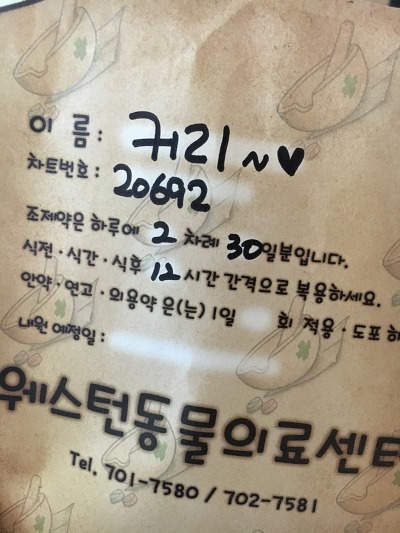 이 름 : 커리~♥
차트번호 : 20692
조제약은 하루에 2 차례 30일분입니다.
식전 · 식간 · 식후 12 시간 간격으로 복용하세요.
안약 · 연고 · 외용약 은(는) 1일 회 적용 · 도포 하
내원 예정일 :
웨스턴동물의료센터
Tel. 701-7580 / 702-7581